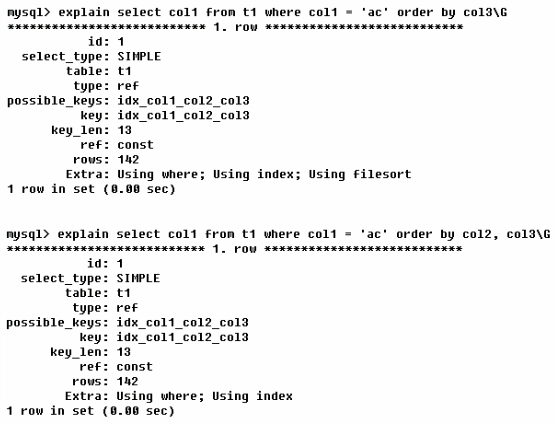 mysql> explain select col1 from t1 where col1 = 'ac' order by col3\G
*************************** 1. row ***************************
id: 1
select_type: SIMPLE
table: t1
type: ref
possible_keys: idx_col1_col2_col3
key: idx_col1_col2_col3
key_len: 13
ref: const
rows: 142
Extra: Using where; Using index; Using filesort
1 row in set (0.00 sec)
mysql> explain select col1 from t1 where col1 = 'ac' order by col2, col3\G
*************************** 1. row ***************************
id: 1
select_type: SIMPLE
table: t1
type: ref
possible_keys: idx_col1_col2_col3
key: idx_col1_col2_col3
key_len: 13
ref: const
rows: 142
Extra: Using where; Using index
1 row in set (0.00 sec)